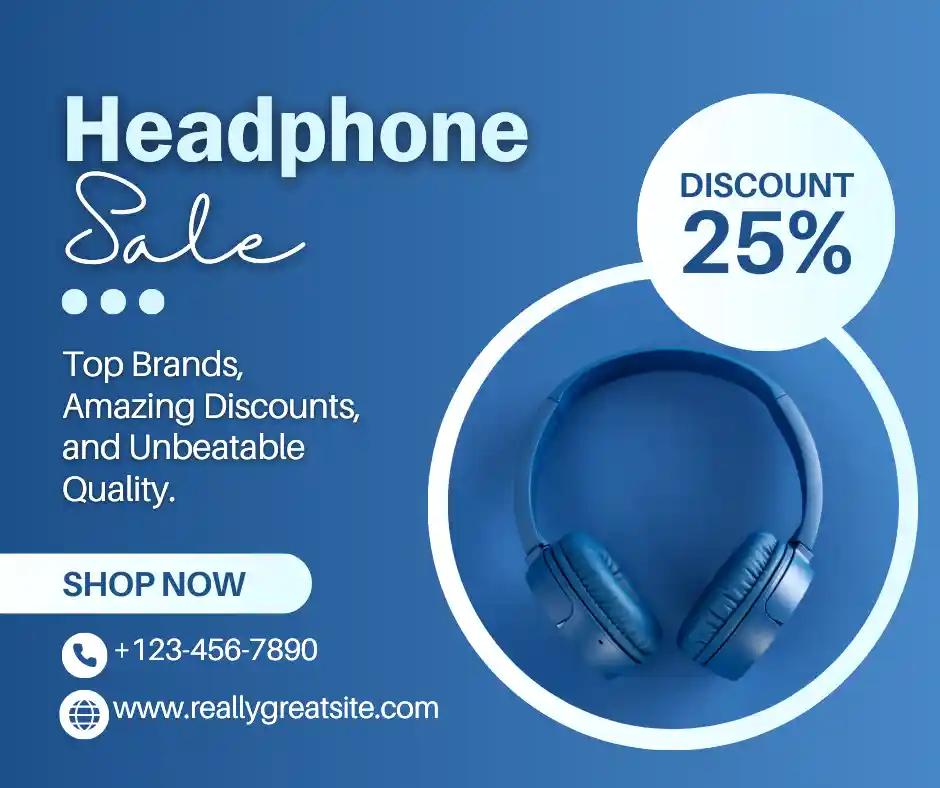 Headphone
Sale
DISCOUNT
25%
Top Brands,
Amazing Discounts,
and Unbeatable
Quality.
SHOP NOW
+123-456-7890
www.reallygreatsite.com